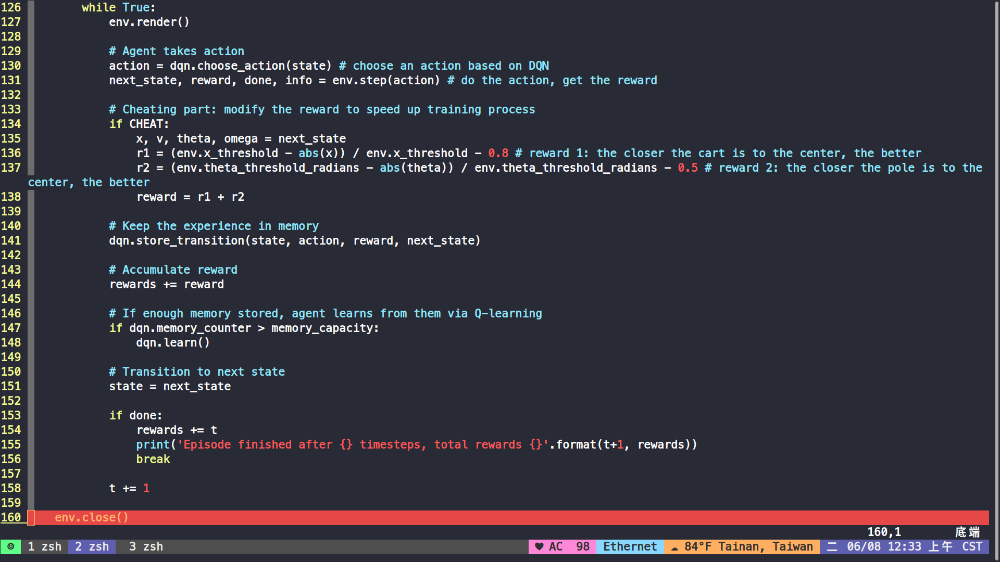 126         while True:
127             env.render()
128
129             # Agent takes action
130             action = dqn.choose_action(state) # choose an action based on DQN
131             next_state, reward, done, info = env.step(action) # do the action, get the reward
132
133             # Cheating part: modify the reward to speed up training process
134             if CHEAT:
135                 x, v, theta, omega = next_state
136                 r1 = (env.x_threshold - abs(x)) / env.x_threshold - 0.8 # reward 1: the closer the cart is to the center, the better
137                 r2 = (env.theta_threshold_radians - abs(theta)) / env.theta_threshold_radians - 0.5 # reward 2: the closer the pole is to the
center, the better
138                 reward = r1 + r2
139
140             # Keep the experience in memory
141             dqn.store_transition(state, action, reward, next_state)
142
143             # Accumulate reward
144             rewards += reward
145
146             # If enough memory stored, agent learns from them via Q-learning
147             if dqn.memory_counter > memory_capacity:
148                 dqn.learn()
149
150             # Transition to next state
151             state = next_state
152
153             if done:
154                 rewards += t
155                 print('Episode finished after {} timesteps, total rewards {}'.format(t+1, rewards))
156                 break
157
158             t += 1
159
160     env.close()
160,1 底端
☺ 1 zsh 2 zsh 3 zsh ♥ AC 98 Ethernet ☁ 84°F Tainan, Taiwan 二 06/08 12:33 上午 CST